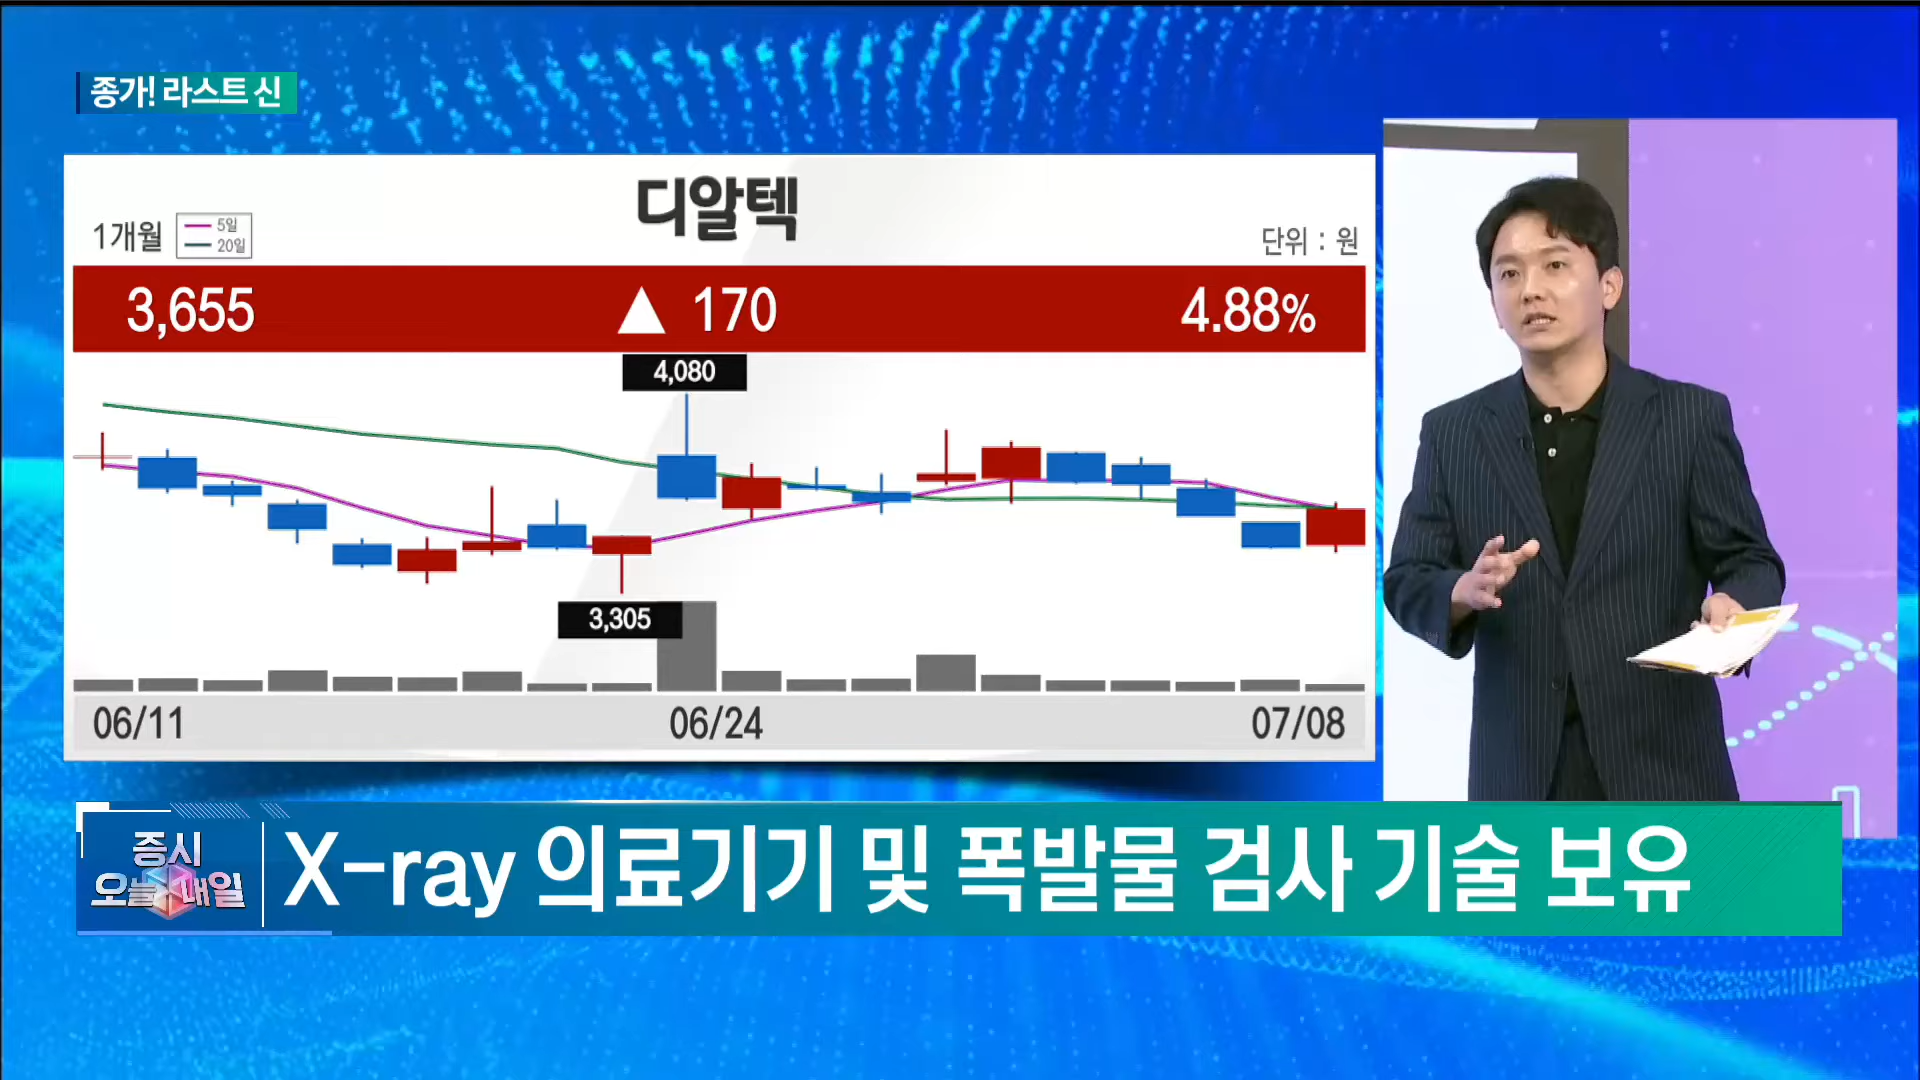 종가! 라스트 신
디알텍
1개월
5일
20일
단위 : 원
3,655 ▲ 170 4.88%
4,080
3,305
06/11 06/24 07/08
증시
오늘 내일
X-ray 의료기기 및 폭발물 검사 기술 보유